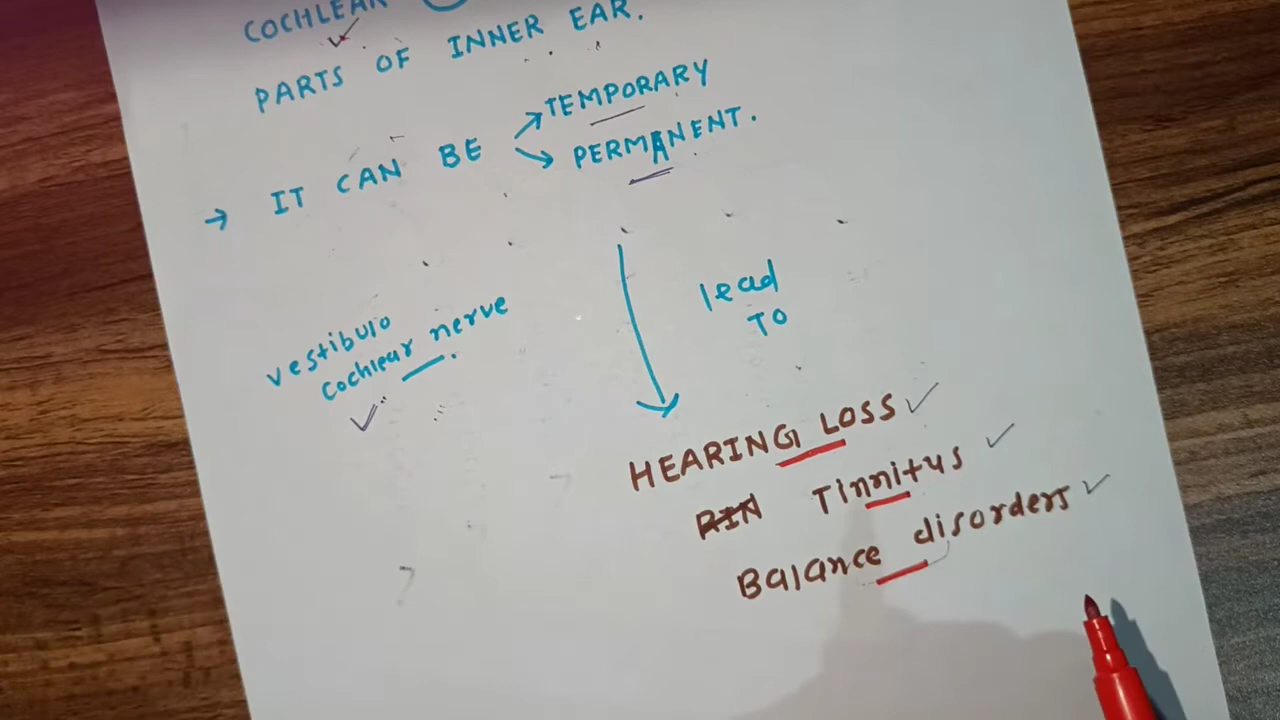 COCHLEAR
PARTS OF INNER EAR.
→ IT CAN BE → TEMPORARY
→ PERMANENT.
vestibulo
cochlear nerve
lead
TO
HEARING LOSS
RIN Tinnitus
Balance disorders